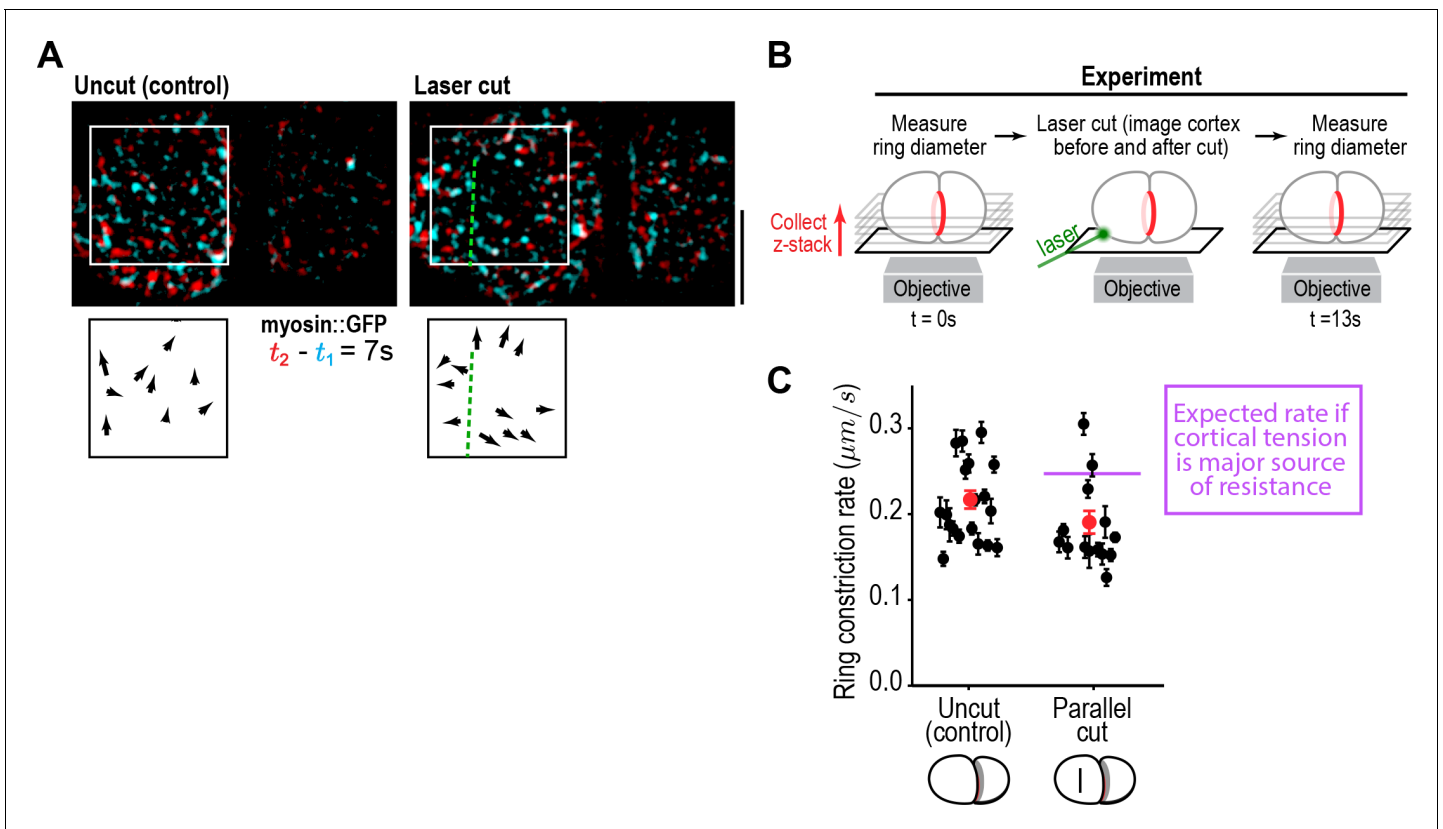 A
Uncut (control)
Laser cut
myosin::GFP
t2 - t1 = 7s
B
Experiment
Measure
ring diameter
Laser cut (image cortex
before and after cut)
Measure
ring diameter
Collect
z-stack
laser
Objective
Objective
Objective
t = 0s
t =13s
C
Ring constriction rate (μm/s)
0.3
0.2
0.1
0.0
Expected rate if
cortical tension
is major source
of resistance
Uncut
(control)
Parallel
cut